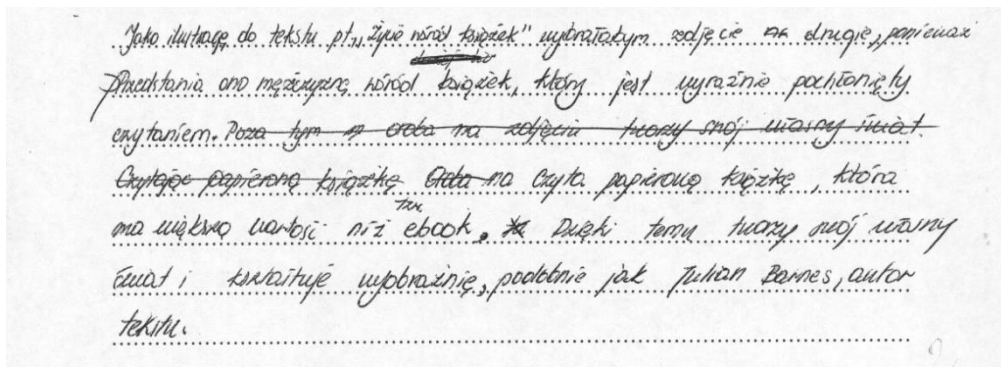 Jako ilustrację do tekstu pt. „Życie wśród książek" wybrałabym zdjęcie drugie, ponieważ
Przedstawia ono mężczyznę wśród książek, który jest wyraźnie pochłonięty
czytaniem. Poza tym osoba na zdjęciu tworzy swój własny świat.
Czytając papierową książkę Osoba na Czyta papierową książkę, która
ma większą wartość niż ebook. Dzięki temu tworzy swój własny
świat i kształtuje wyobraźnię, podobnie jak Julian Barnes, autor
tekstu.